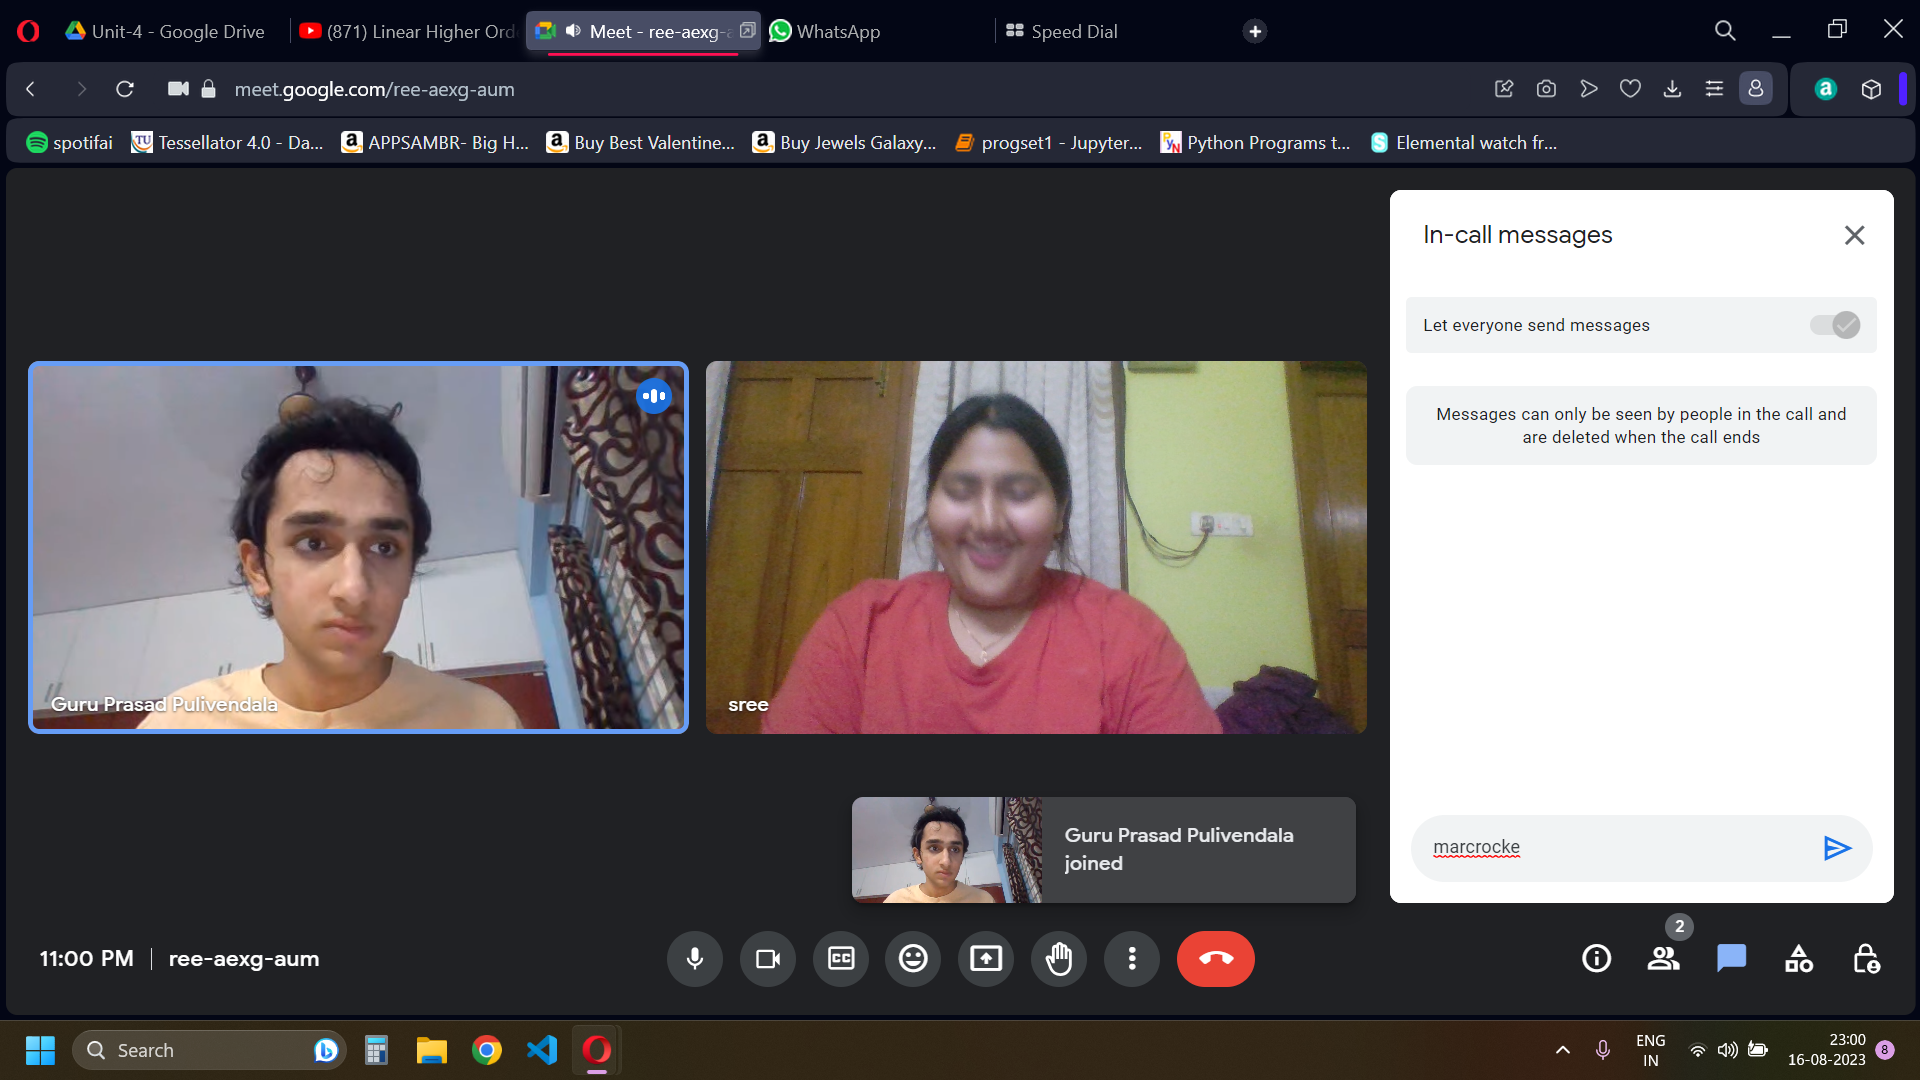 Unit-4 - Google Drive
(871) Linear Higher Ord
Meet - ree-aexg-a
WhatsApp
Speed Dial
meet.google.com/ree-aexg-aum
spotifai
TU
Tessellator 4.0 - Da...
APPSAMBR- Big H...
Buy Best Valentine...
Buy Jewels Galaxy...
progset1 - Jupyter...
Python Programs t...
Elemental watch fr...
In-call messages
Let everyone send messages
Messages can only be seen by people in the call and
are deleted when the call ends
Guru Prasad Pulivendala
sree
Guru Prasad Pulivendala
joined
marcrocke
11:00 PM
ree-aexg-aum
CC
2
Search
ENG
IN
23:00
16-08-2023
8